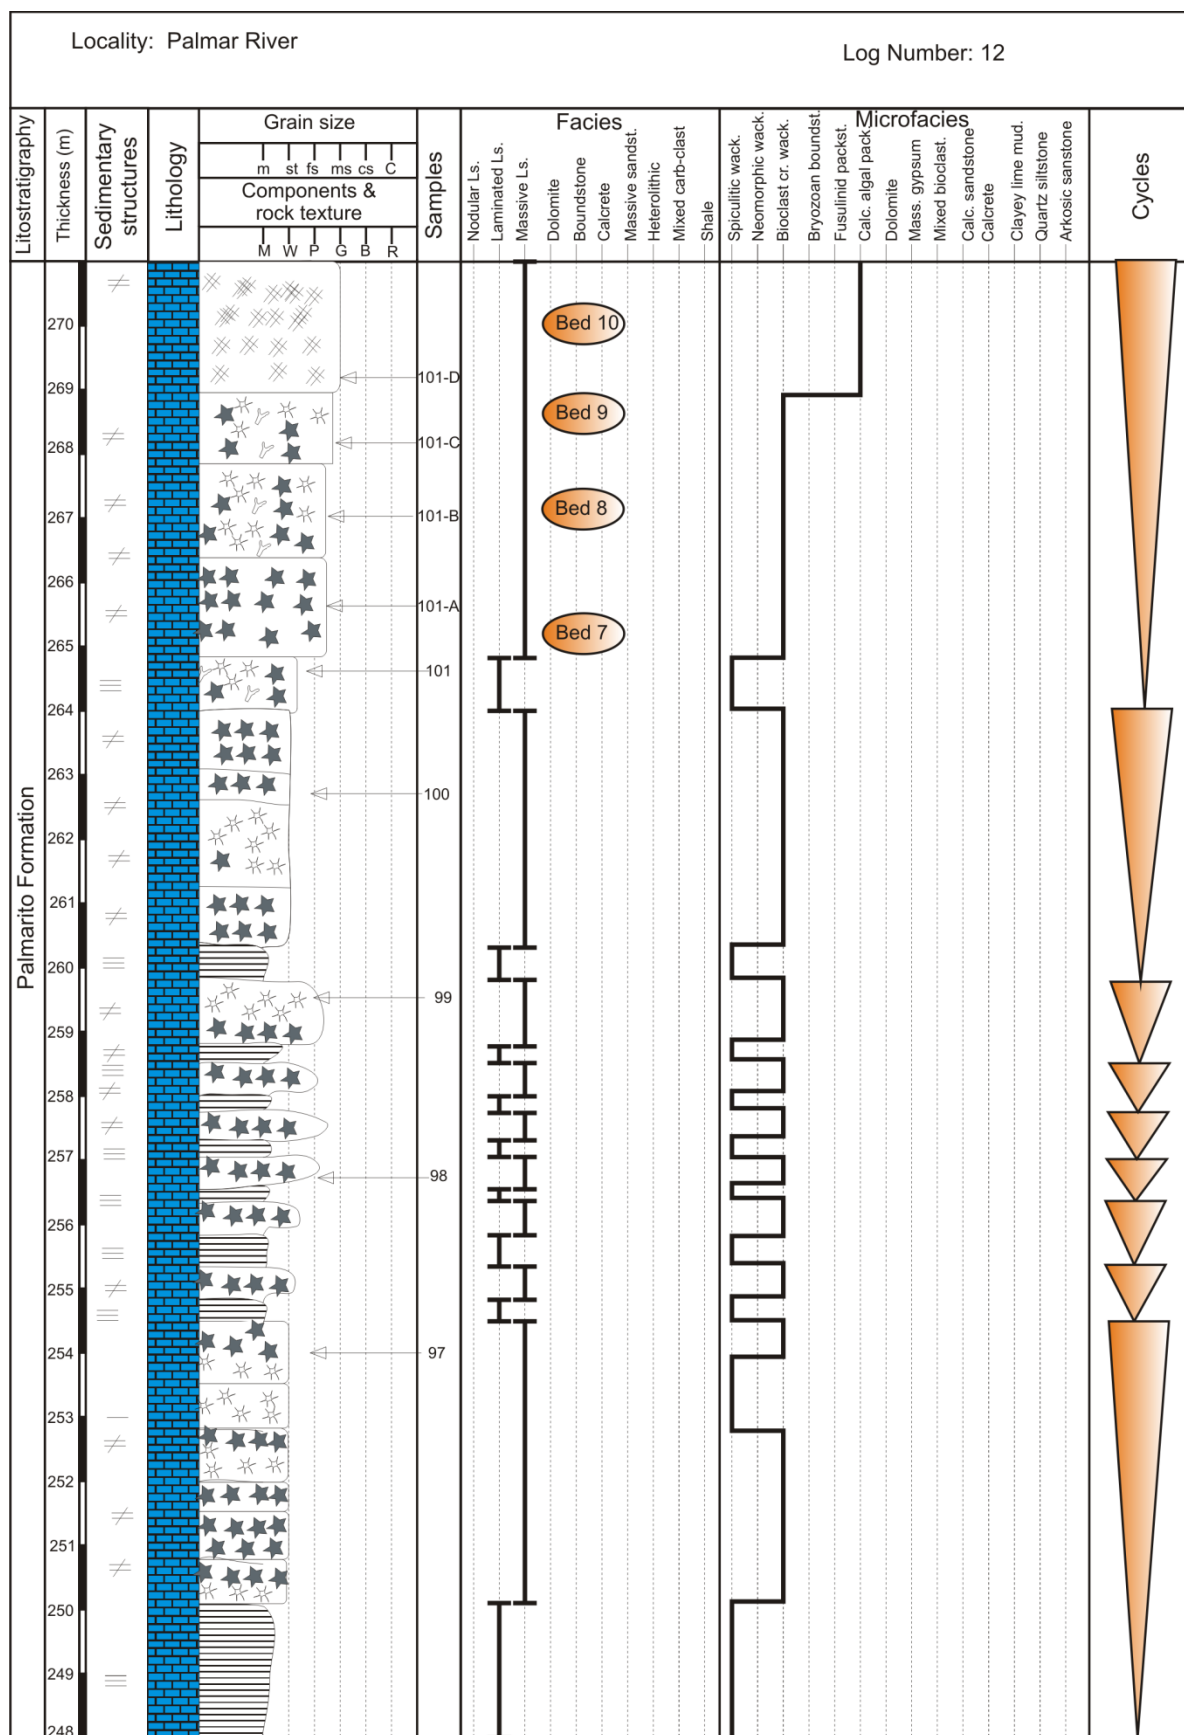 Locality: Palmar River
Log Number: 12
Litostratigraphy
Thickness (m)
Sedimentary
structures
Lithology
Grain size
m st fs ms cs C
Components &
rock texture
M W P G B R
Samples
Facies
Nodular Ls.
Laminated Ls.
Massive Ls.
Dolomite
Boundstone
Calcrete
Massive sandst.
Heterolithic
Mixed carb-clast
Shale
Microfacies
Spiculitic wack.
Neomorphic wack.
Bioclast cr. wack.
Bryozoan boundst.
Fusulinid packst.
Calc. algal pack.
Dolomite
Mass. gypsum
Mixed bioclast.
Calc. sandstone
Calcrete
Clayey lime mud.
Quartz siltstone
Arkosic sanstone
Cycles
Palmarito Formation
270
Bed 10
101-D
269
Bed 9
101-C
268
Bed 8
267
101-B
266
101-A
Bed 7
265
101
264
263
100
262
261
260
99
259
258
257
98
256
255
254
97
253
252
251
250
249
248